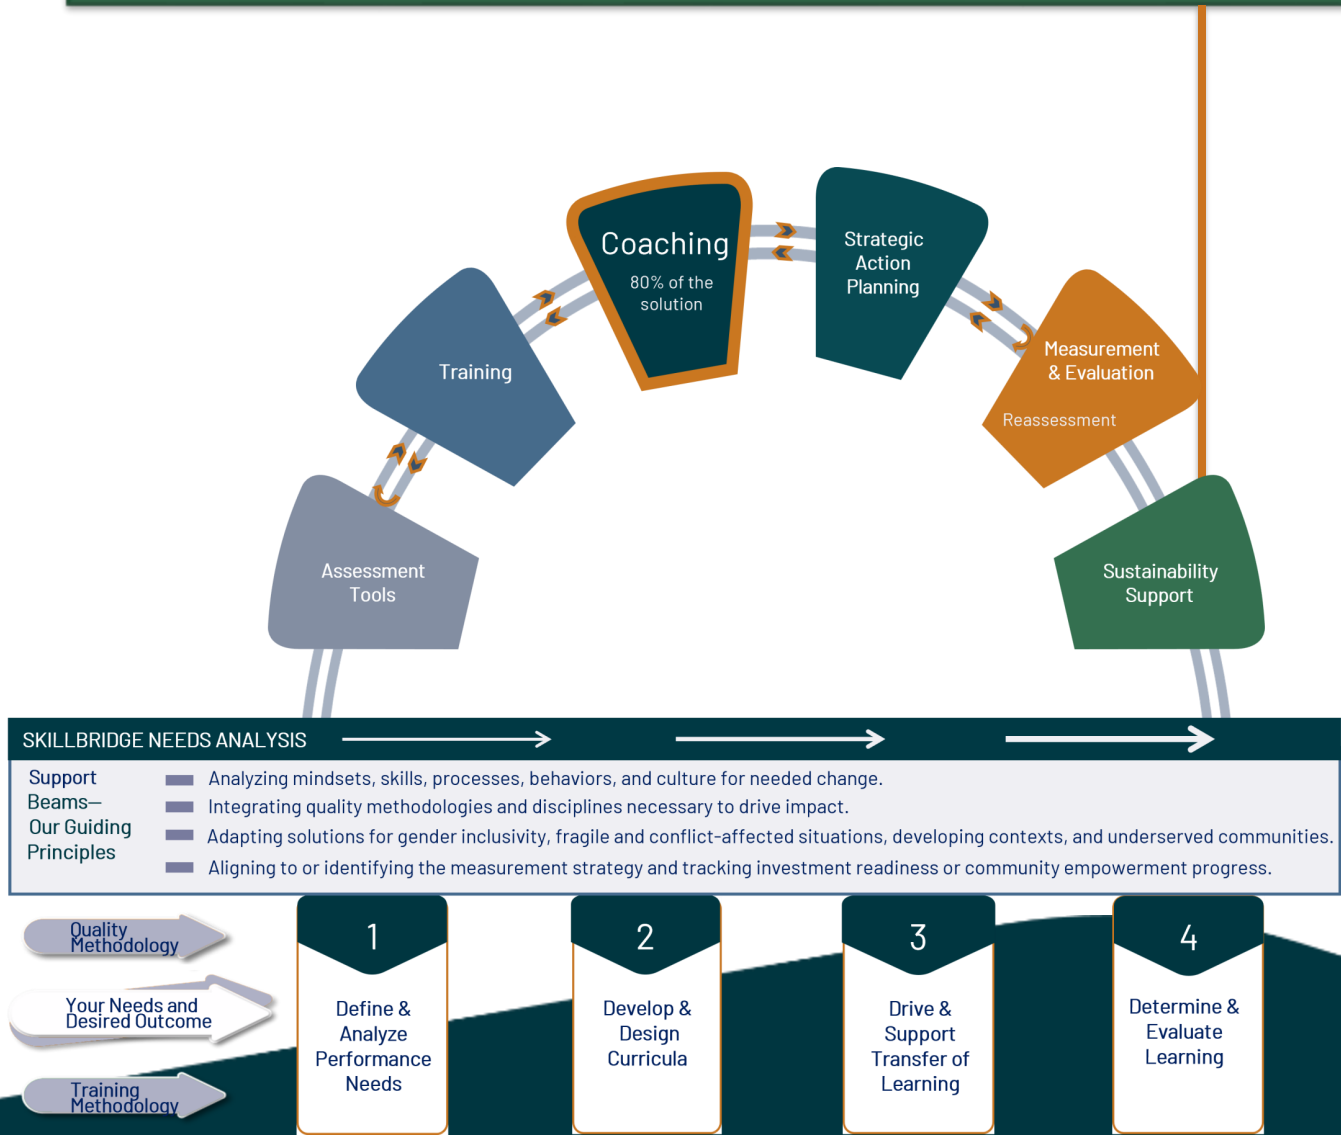 Coaching
80% of the
solution
Strategic
Action
Planning
Training
Measurement
& Evaluation
Reassessment
Assessment
Tools
Sustainability
Support
SKILLBRIDGE NEEDS ANALYSIS
Support
Beams—
Our Guiding
Principles
Analyzing mindsets, skills, processes, behaviors, and culture for needed change.
Integrating quality methodologies and disciplines necessary to drive impact.
Adapting solutions for gender inclusivity, fragile and conflict-affected situations, developing contexts, and underserved communities.
Aligning to or identifying the measurement strategy and tracking investment readiness or community empowerment progress.
Quality
Methodology
Your Needs and
Desired Outcome
Training
Methodology
1
Define &
Analyze
Performance
Needs
2
Develop &
Design
Curricula
3
Drive &
Support
Transfer of
Learning
4
Determine &
Evaluate
Learning